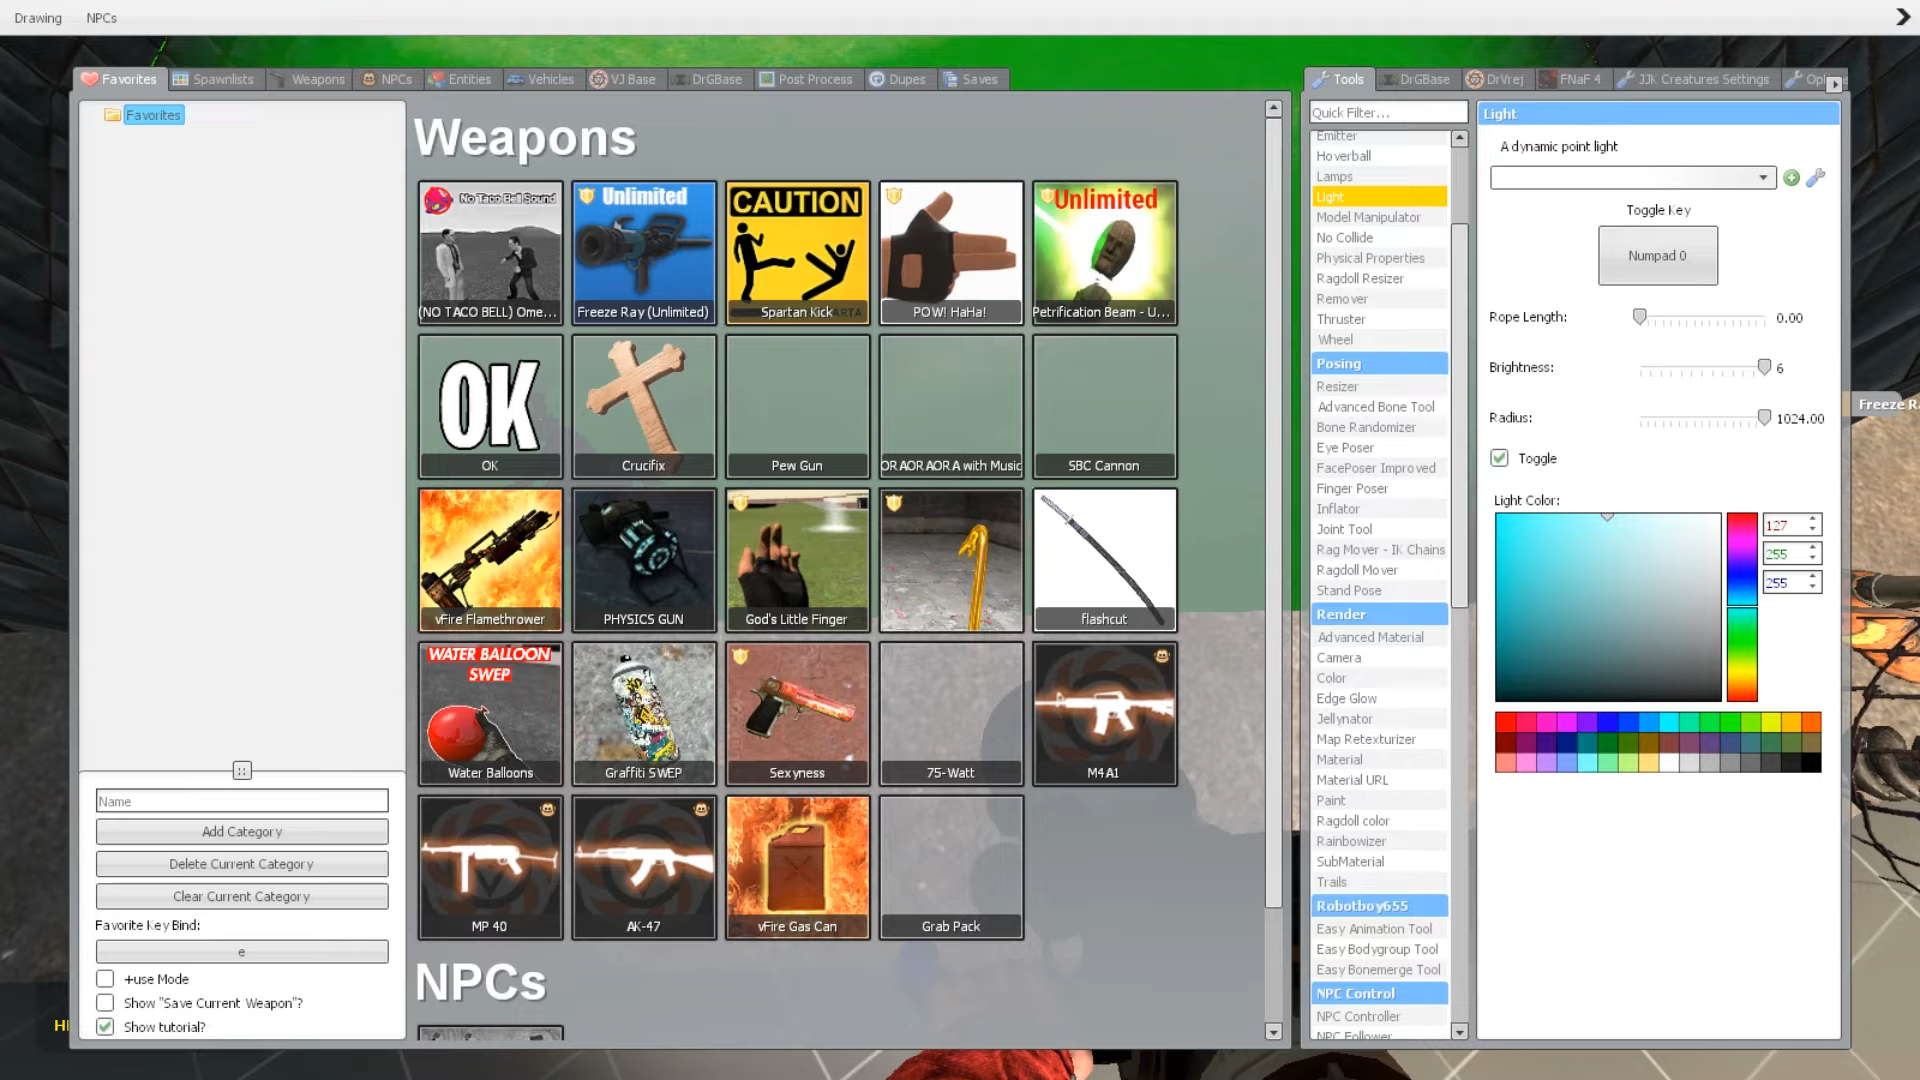 Drawing NPCs
Favorites Spawnlists Weapons NPCs Entities Vehicles VJ Base DrGBase Post Process Dupes Saves
Tools DrGBase DrVrej FNaF 4 JJK Creatures Settings
Favorites
Weapons
No Taco Bell Sound
(NO TACO BELL) Ome...
Unlimited
Freeze Ray (Unlimited)
CAUTION
Spartan Kick
POW! HaHa!
Unlimited
Petrification Beam - U...
OK
OK
Crucifix
Pew Gun
ORAORAORA with Music
SBC Cannon
vFire Flamethrower
PHYSICS GUN
God's Little Finger
flashcut
WATER BALLOON
SWEP
Water Balloons
Graffiti SWEP
Sexyness
75-Watt
M4A1
MP 40
AK-47
vFire Gas Can
Grab Pack
NPCs
Name
Add Category
Delete Current Category
Clear Current Category
Favorite Key Bind:
e
+use Mode
Show "Save Current Weapon"?
Show tutorial?
Quick Filter...
Emitter
Hoverball
Lamps
Light
Model Manipulator
No Collide
Physical Properties
Ragdoll Resizer
Remover
Thruster
Wheel
Posing
Resizer
Advanced Bone Tool
Bone Randomizer
Eye Poser
FacePoser Improved
Finger Poser
Inflator
Joint Tool
Rag Mover - IK Chains
Ragdoll Mover
Stand Pose
Render
Advanced Material
Camera
Color
Edge Glow
Jellynator
Map Retexturizer
Material
Material URL
Paint
Ragdoll color
Rainbowizer
SubMaterial
Trails
Robotboy655
Easy Animation Tool
Easy Bodygroup Tool
Easy Bonemerge Tool
NPC Control
NPC Controller
NPC Follower
Light
A dynamic point light
Toggle Key
Numpad 0
Rope Length: 0.00
Brightness: 6
Radius: 1024.00
Toggle
Light Color:
127
255
255
Freeze R